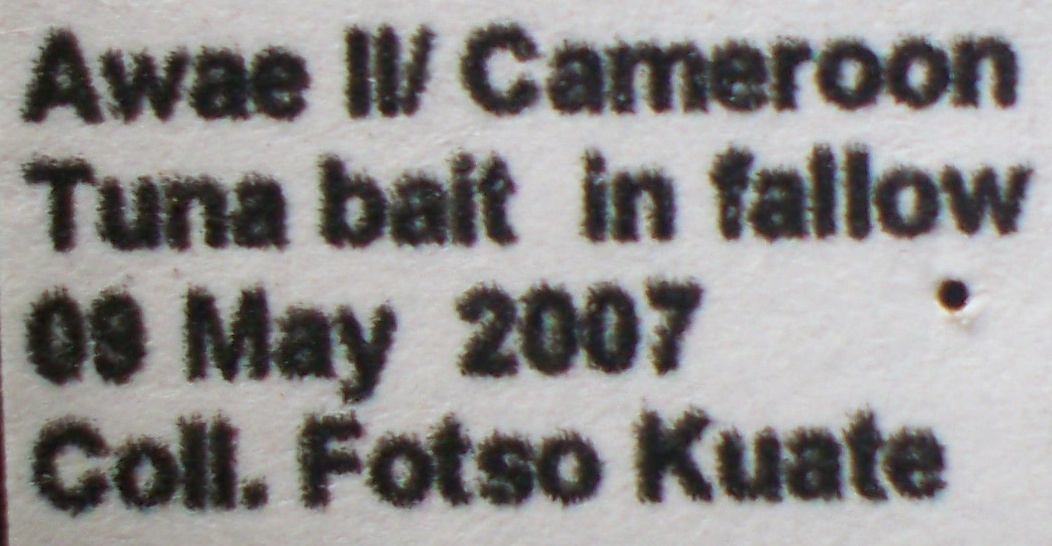 Awae II/ Cameroon
Tuna bait in fallow
09 May 2007
Coll. Fotso Kuate